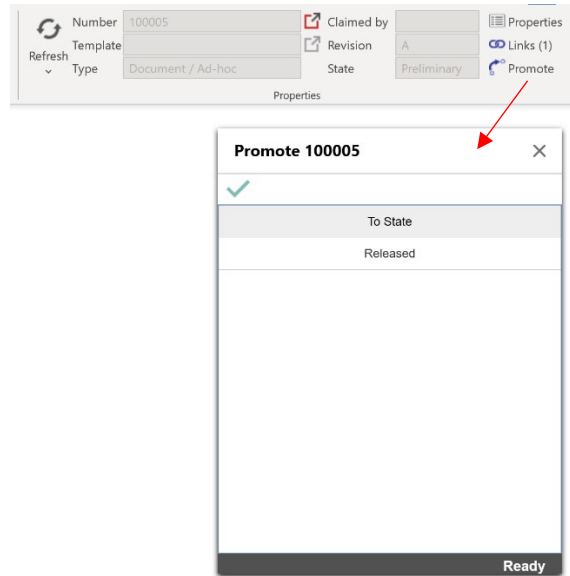 Number 100005 Claimed by Properties
Refresh Template Revision A Links (1)
Type Document / Ad-hoc State Preliminary Promote
Properties
Promote 100005
To State
Released
Ready